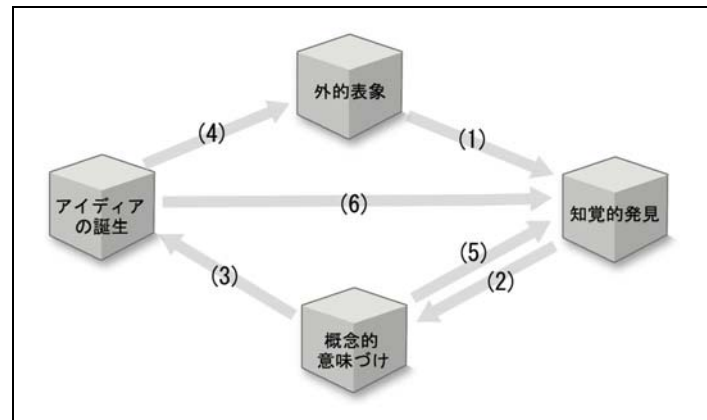 外的表象
(4)
(1)
アイディア
の誕生
(6)
知覚的発見
(5)
(3)
(2)
概念的
意味づけ